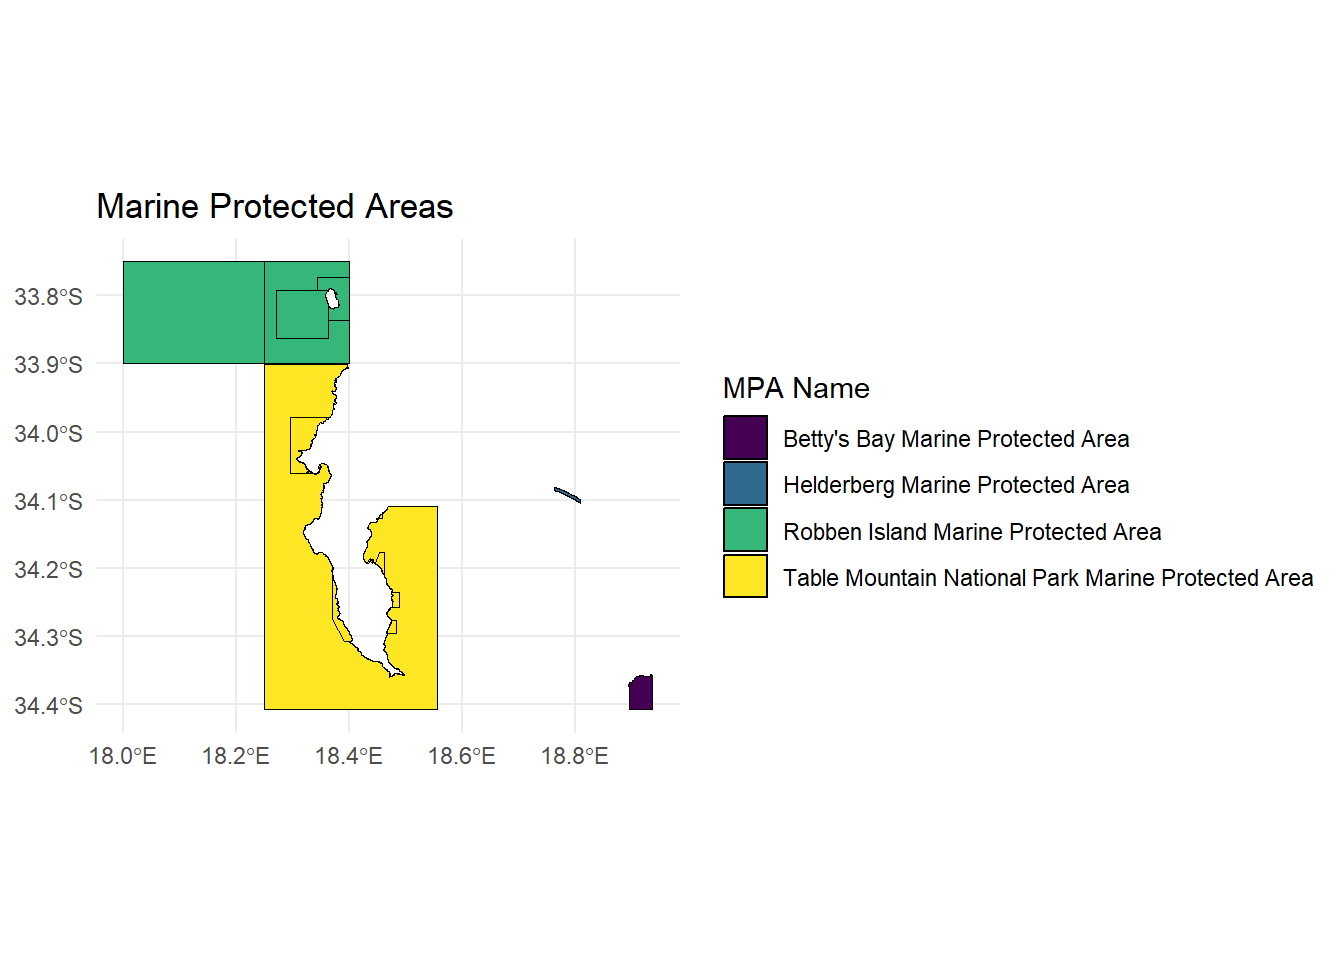 Marine Protected Areas
33.8°S
33.9°S
34.0°S
34.1°S
34.2°S
34.3°S
34.4°S
18.0°E 18.2°E 18.4°E 18.6°E 18.8°E
MPA Name
Betty's Bay Marine Protected Area
Helderberg Marine Protected Area
Robben Island Marine Protected Area
Table Mountain National Park Marine Protected Area